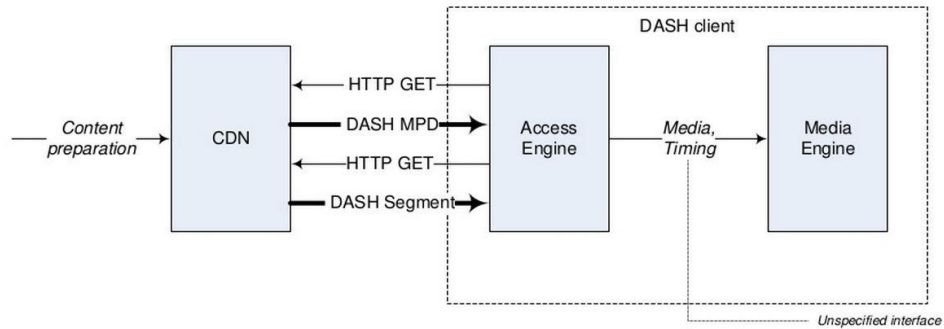 DASH client
HTTP GET
DASH MPD
HTTP GET
DASH Segment
Content
preparation
CDN
Access
Engine
Media,
Timing
Media
Engine
Unspecified interface